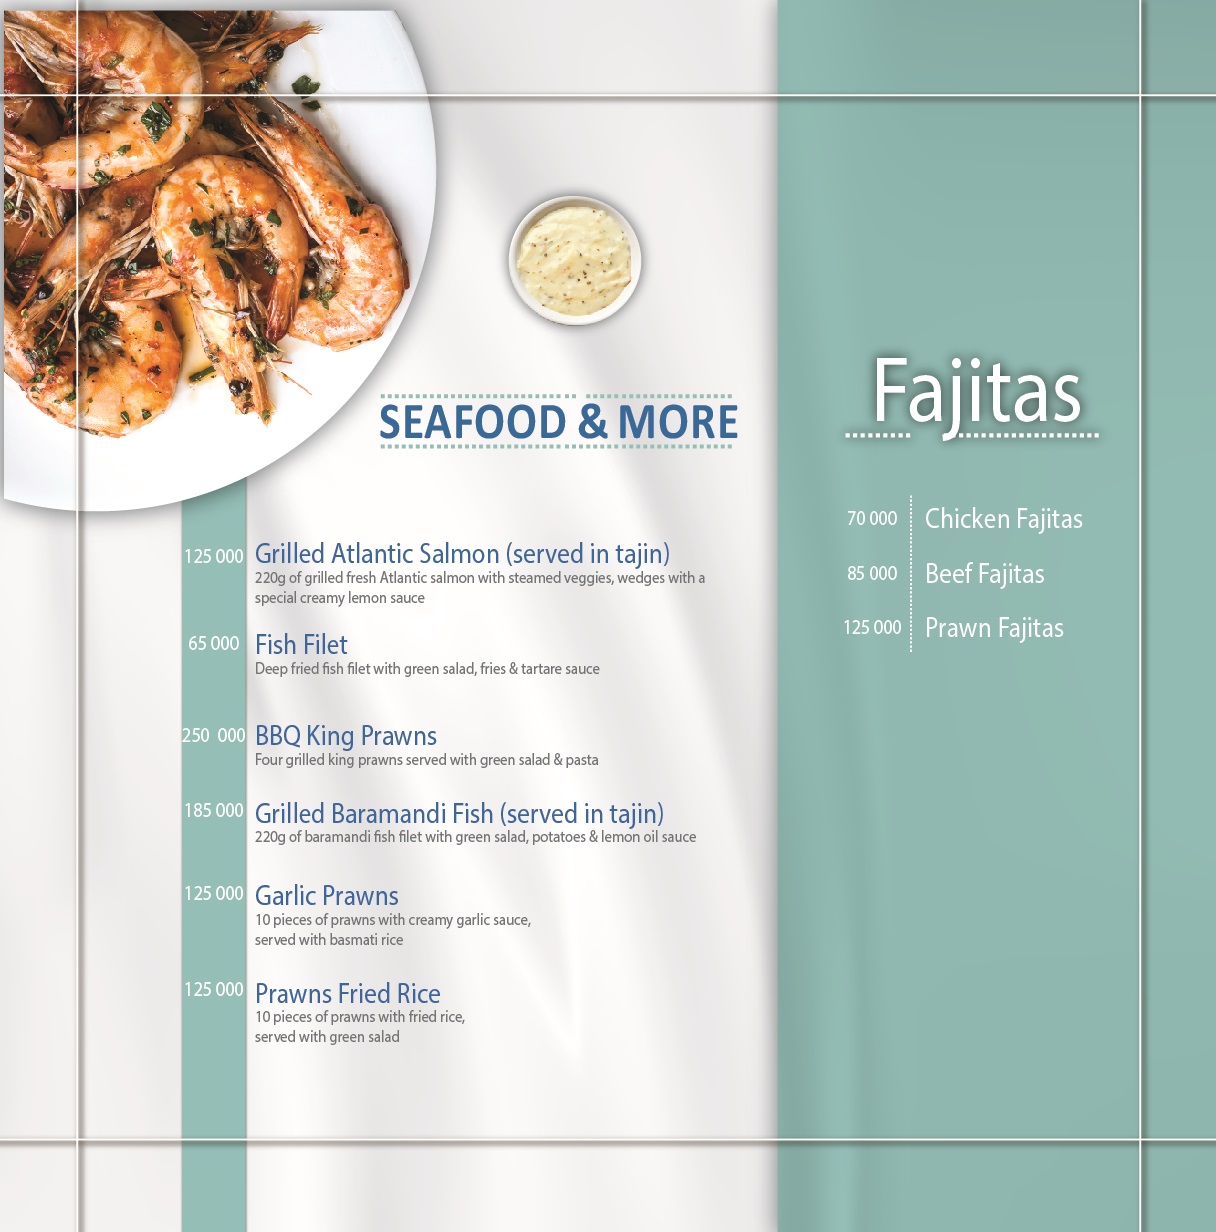 SEAFOOD & MORE
125 000 Grilled Atlantic Salmon (served in tajin)
220g of grilled fresh Atlantic salmon with steamed veggies, wedges with a
special creamy lemon sauce
65 000 Fish Filet
Deep fried fish filet with green salad, fries & tartare sauce
250 000 BBQ King Prawns
Four grilled king prawns served with green salad & pasta
185 000 Grilled Baramandi Fish (served in tajin)
220g of baramandi fish filet with green salad, potatoes & lemon oil sauce
125 000 Garlic Prawns
10 pieces of prawns with creamy garlic sauce,
served with basmati rice
125 000 Prawns Fried Rice
10 pieces of prawns with fried rice,
served with green salad
Fajitas
70 000 Chicken Fajitas
85 000 Beef Fajitas
125 000 Prawn Fajitas